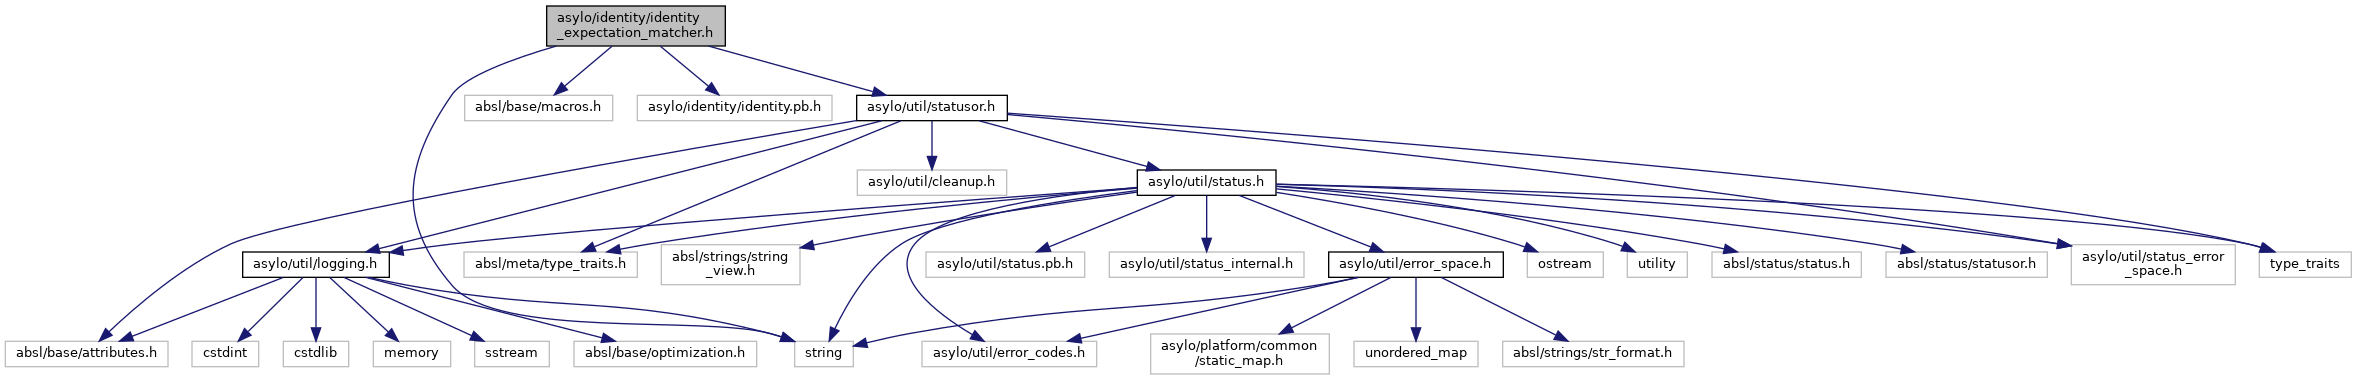 asylo/identity/identity
_expectation_matcher.h
absl/base/macros.h
asylo/identity/identity.pb.h
asylo/util/statusor.h
asylo/util/cleanup.h
asylo/util/status.h
asylo/util/logging.h
absl/meta/type_traits.h
absl/strings/string
_view.h
asylo/util/status.pb.h
asylo/util/status_internal.h
asylo/util/error_space.h
ostream
utility
absl/status/status.h
absl/status/statusor.h
asylo/util/status_error
_space.h
type_traits
absl/base/attributes.h
cstdint
cstdlib
memory
sstream
absl/base/optimization.h
string
asylo/util/error_codes.h
asylo/platform/common
/static_map.h
unordered_map
absl/strings/str_format.h